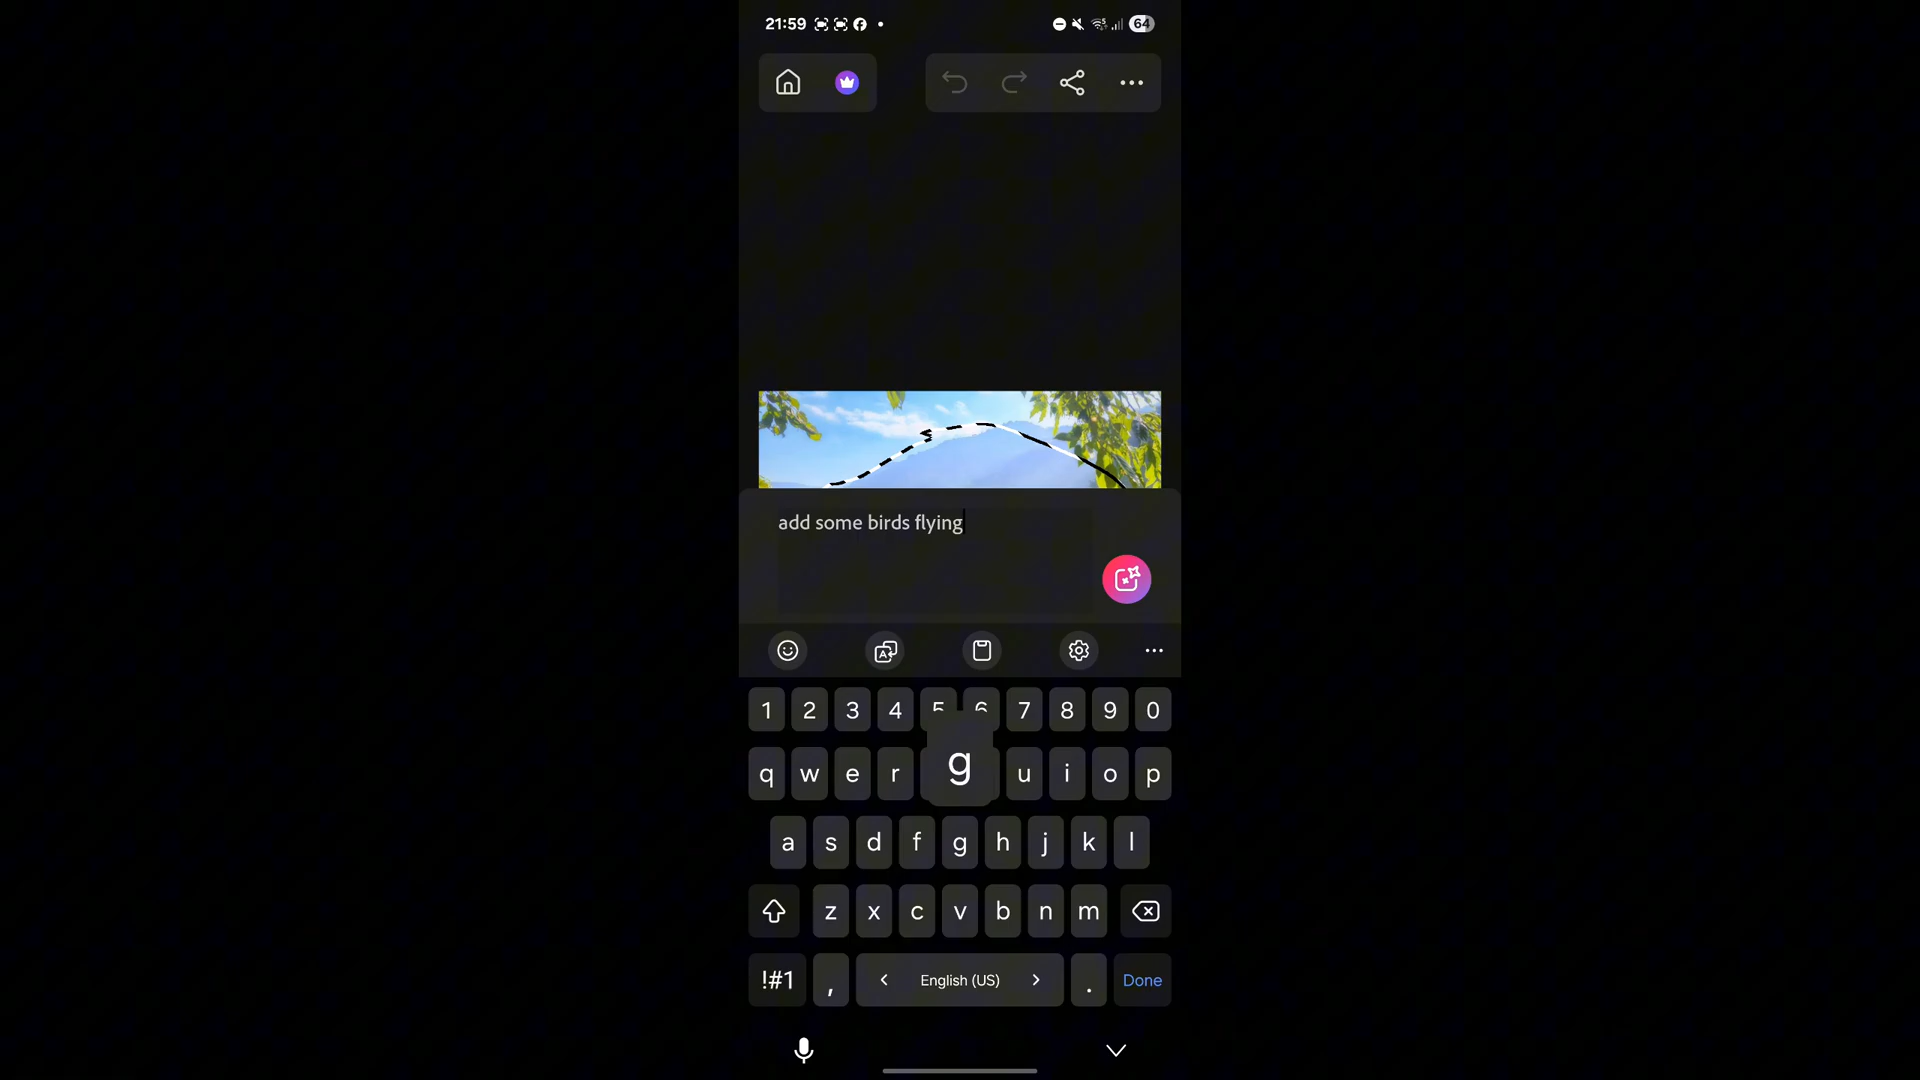 21:59
64
add some birds flying
1 2 3 4 5 6 7 8 9 0
q w e r g u i o p
a s d f g h j k l
z x c v b n m
!#1 , < English (US) > . Done